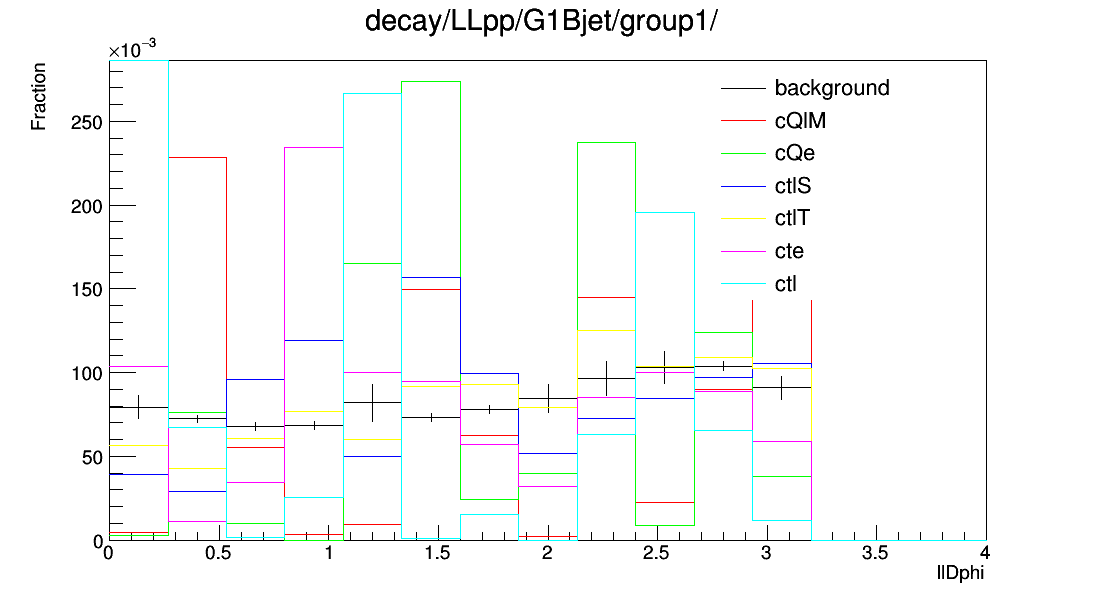 decay/LLpp/G1Bjet/group1/
×10⁻³
Fraction
background
cQlM
cQe
ctlS
ctlT
cte
ctl
250
200
150
100
50
0
0 0.5 1 1.5 2 2.5 3 3.5 4
llDphi